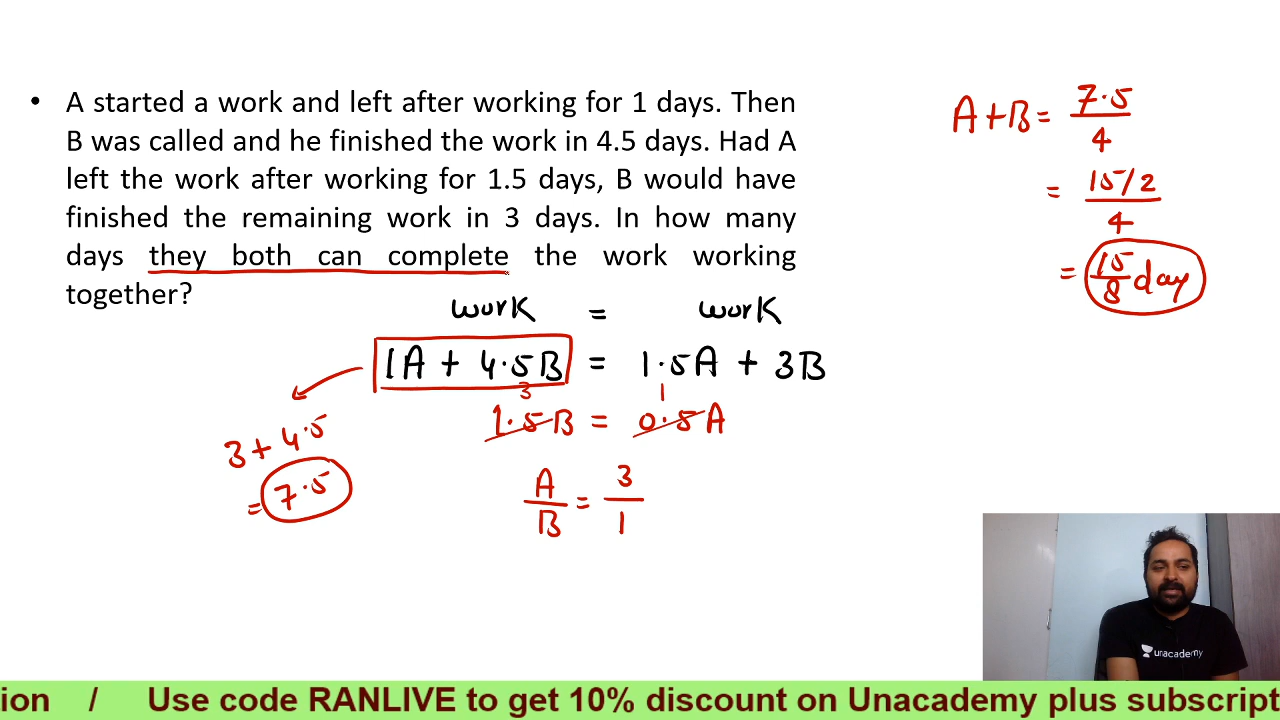 • A started a work and left after working for 1 days. Then
B was called and he finished the work in 4.5 days. Had A
left the work after working for 1.5 days, B would have
finished the remaining work in 3 days. In how many
days they both can complete the work working
together?
work = work
1A + 4.5B = 1.5A + 3B
3 1
1.5B = 0.5A
A/B = 3/1
3 + 4.5
= 7.5
A+B = 7.5/4
= 15/2/4
= 15/8 day
unacademy
tion / Use code RANLIVE to get 10% discount on Unacademy plus subscript